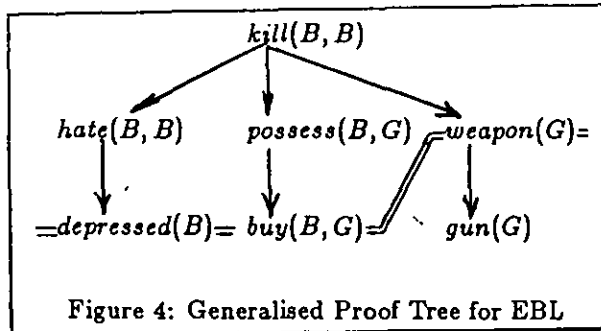 kill(B, B)
hate(B, B) possess(B, G) weapon(G)=
=depressed(B)= buy(B, G)= gun(G)
Figure 4: Generalised Proof Tree for EBL